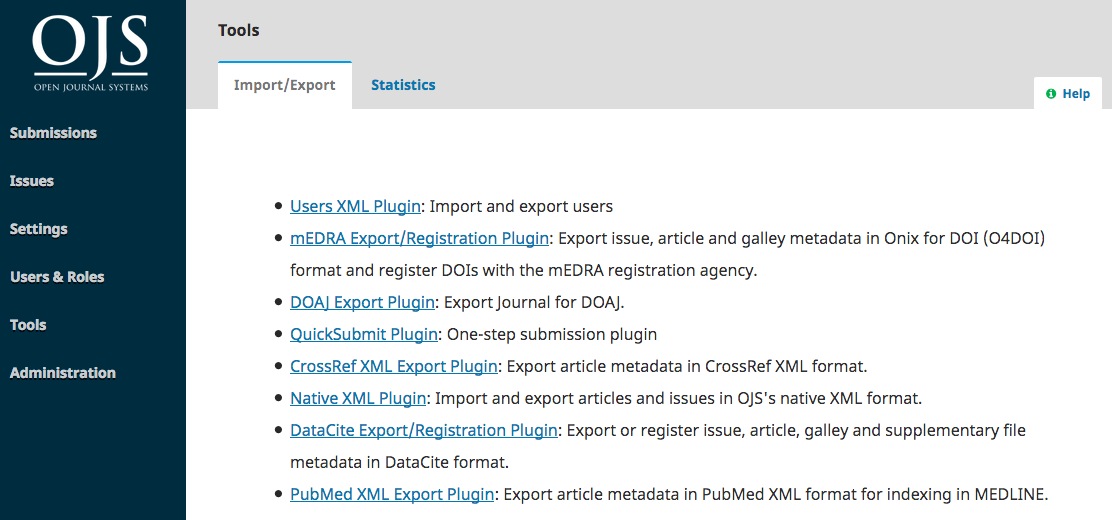 OJS
OPEN JOURNAL SYSTEMS
Submissions
Issues
Settings
Users & Roles
Tools
Administration
Tools
Import/Export
Statistics
Help
Users XML Plugin: Import and export users
mEDRA Export/Registration Plugin: Export issue, article and galley metadata in Onix for DOI (O4DOI)
format and register DOIs with the mEDRA registration agency.
DOAJ Export Plugin: Export Journal for DOAJ.
QuickSubmit Plugin: One-step submission plugin
CrossRef XML Export Plugin: Export article metadata in CrossRef XML format.
Native XML Plugin: Import and export articles and issues in OJS's native XML format.
DataCite Export/Registration Plugin: Export or register issue, article, galley and supplementary file
metadata in DataCite format.
PubMed XML Export Plugin: Export article metadata in PubMed XML format for indexing in MEDLINE.